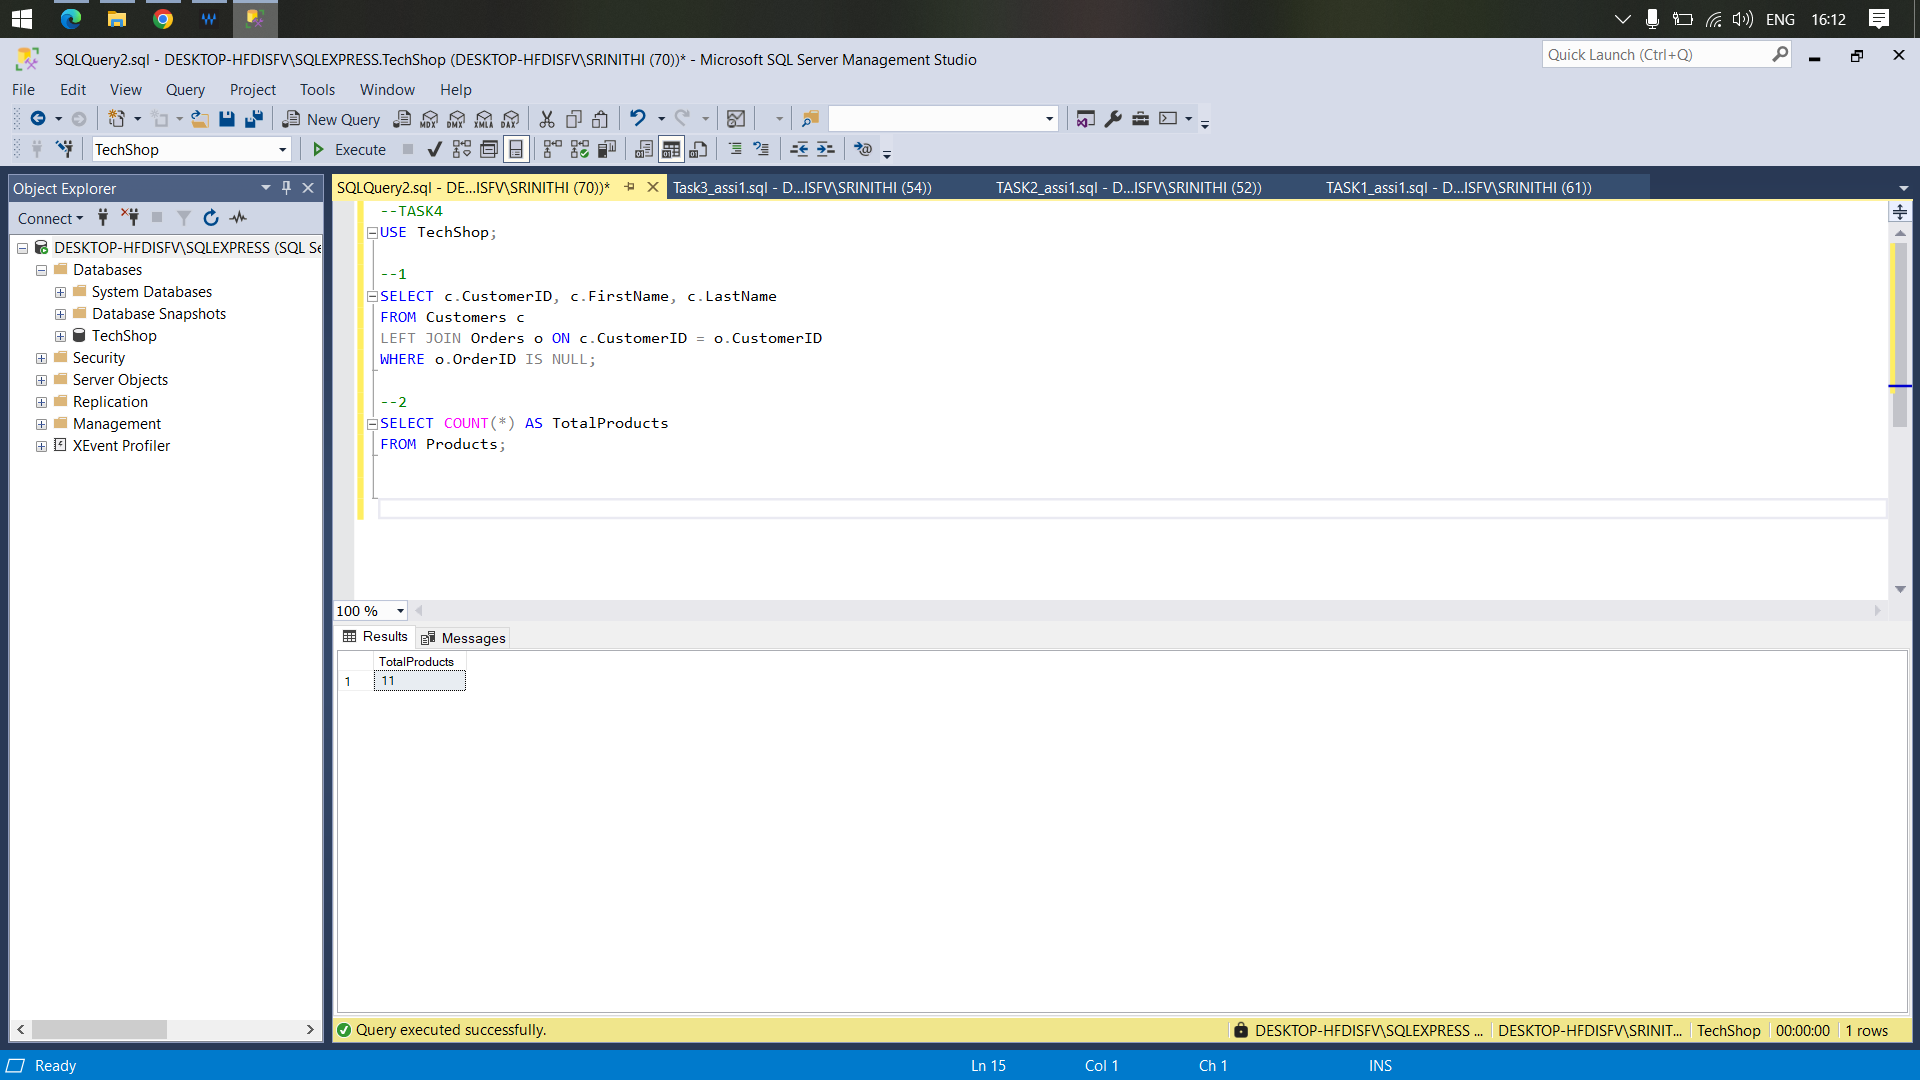 ENG 16:12
SQLQuery2.sql - DESKTOP-HFDISFV\SQLEXPRESS.TechShop (DESKTOP-HFDISFV\SRINITHI (70))* - Microsoft SQL Server Management Studio
Quick Launch (Ctrl+Q)
File Edit View Query Project Tools Window Help
New Query MDX DMX XMLA DAX
TechShop Execute
Object Explorer
Connect
DESKTOP-HFDISFV\SQLEXPRESS (SQL Se
Databases
System Databases
Database Snapshots
TechShop
Security
Server Objects
Replication
Management
XEvent Profiler
SQLQuery2.sql - DE...ISFV\SRINITHI (70))* Task3_assi1.sql - D...ISFV\SRINITHI (54)) TASK2_assi1.sql - D...ISFV\SRINITHI (52)) TASK1_assi1.sql - D...ISFV\SRINITHI (61))
--TASK4
USE TechShop;
--1
SELECT c.CustomerID, c.FirstName, c.LastName
FROM Customers c
LEFT JOIN Orders o ON c.CustomerID = o.CustomerID
WHERE o.OrderID IS NULL;
--2
SELECT COUNT(*) AS TotalProducts
FROM Products;
100 %
Results Messages
TotalProducts
1 11
Query executed successfully. DESKTOP-HFDISFV\SQLEXPRESS ... DESKTOP-HFDISFV\SRINIT... TechShop 00:00:00 1 rows
Ready Ln 15 Col 1 Ch 1 INS